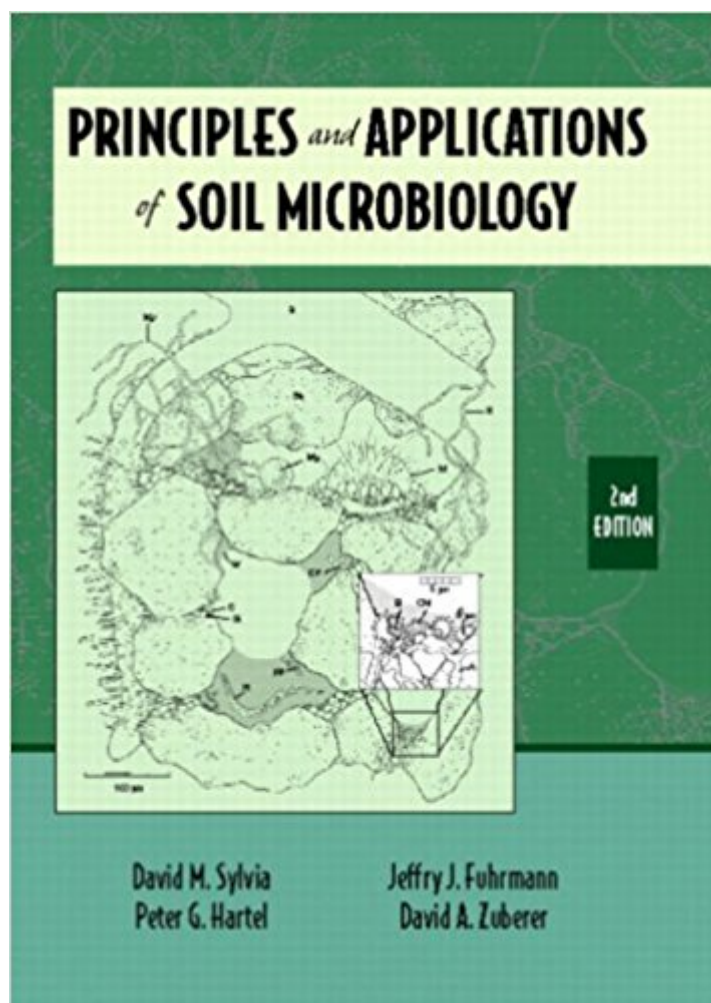 PRINCIPLES and APPLICATIONS
of SOIL MICROBIOLOGY
2nd
EDITION
David M. Sylvia
Peter G. Hartel
Jeffry J. Fuhrmann
David A. Zuberer